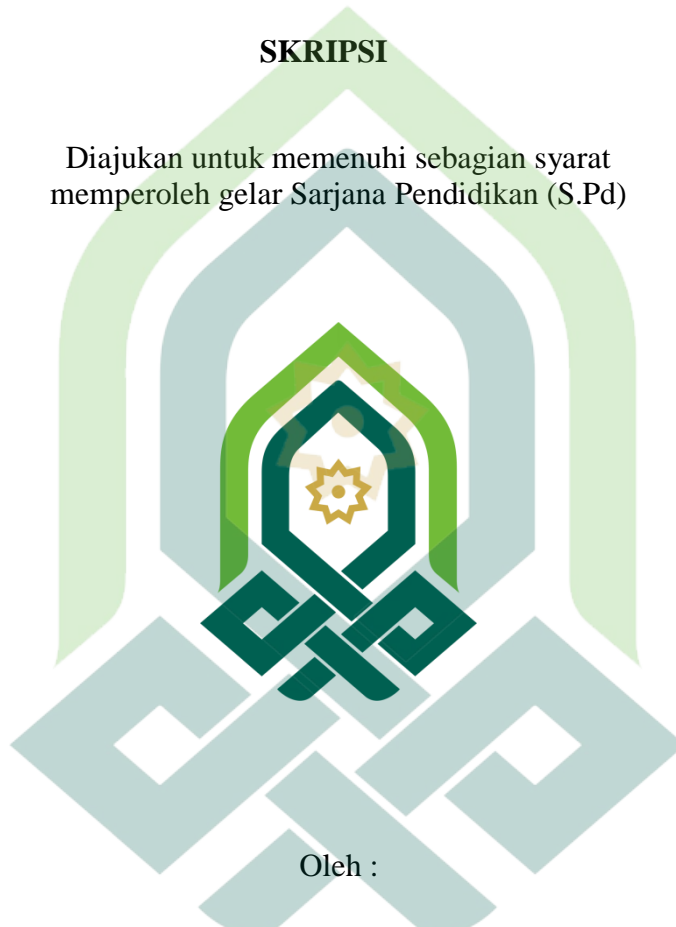 SKRIPSI
Diajukan untuk memenuhi sebagian syarat
memperoleh gelar Sarjana Pendidikan (S.Pd)
Oleh :